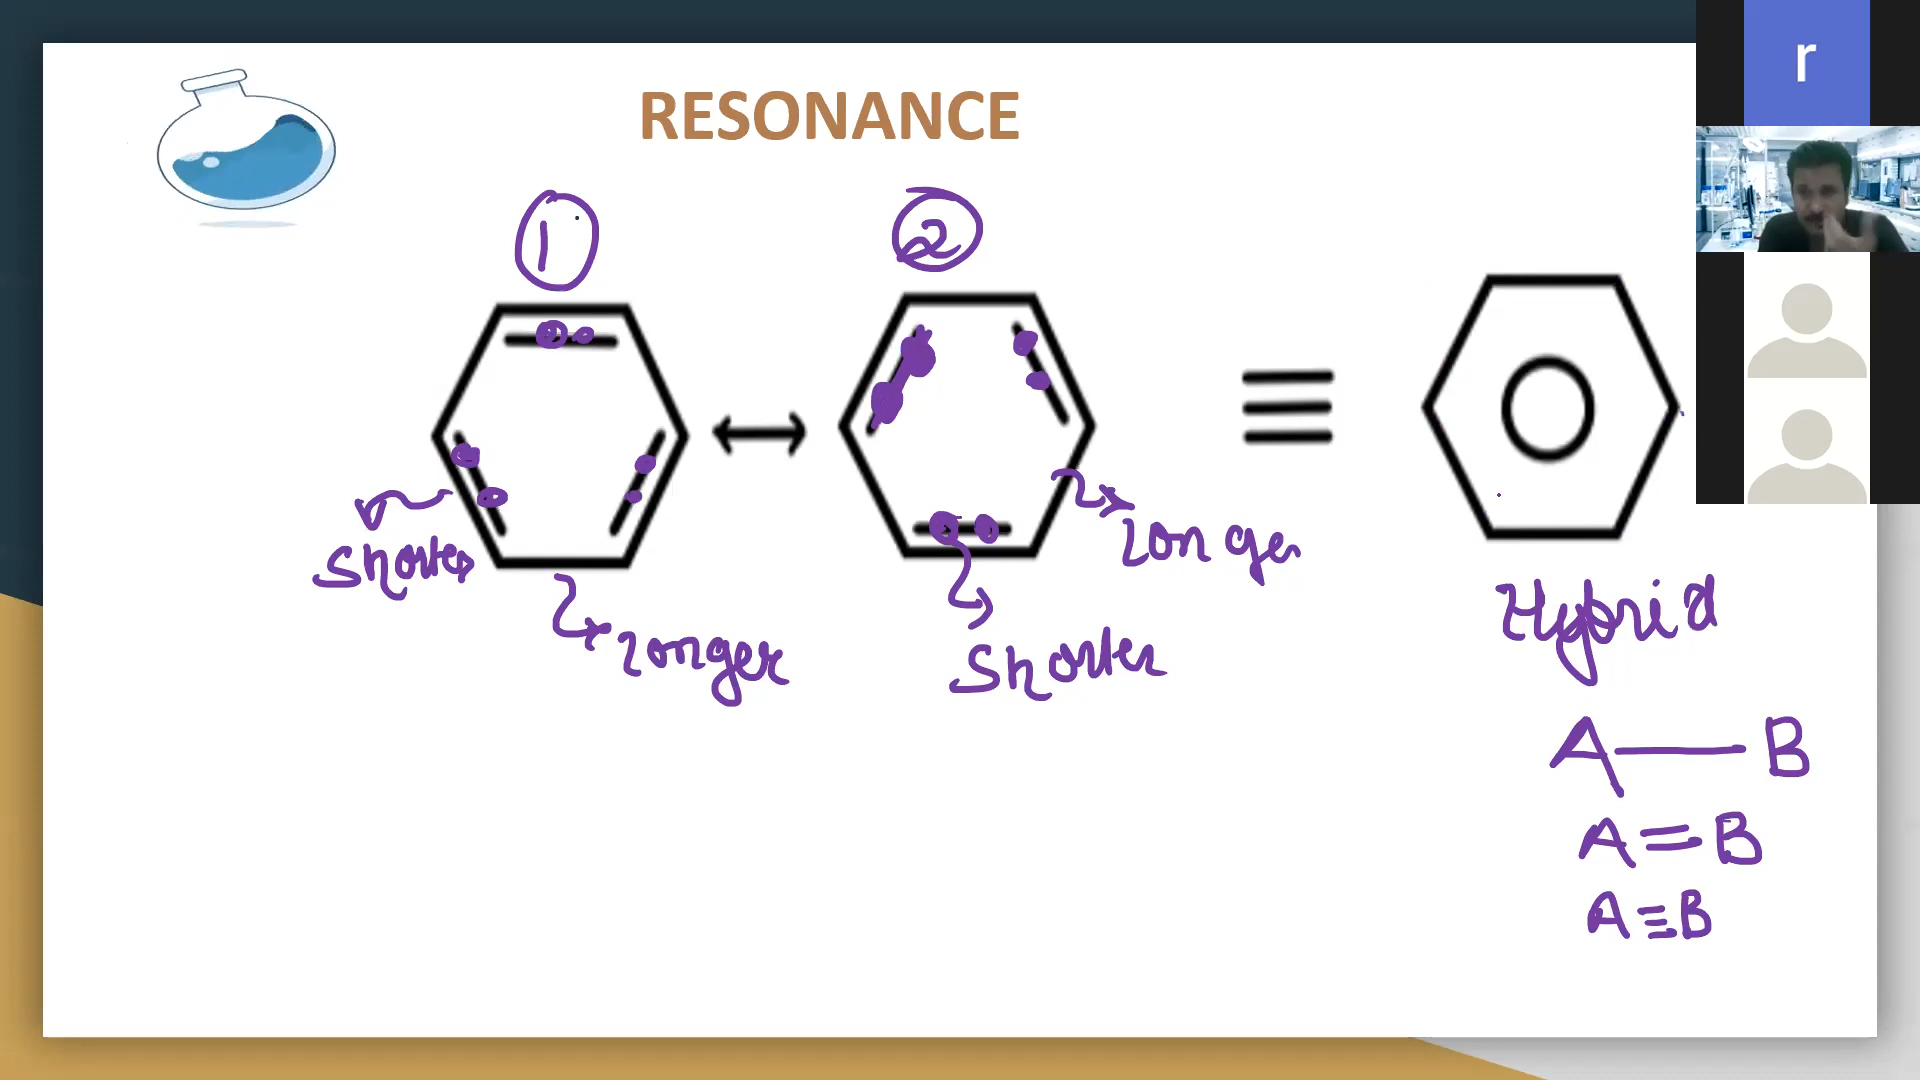 RESONANCE
r
1
2
Shorter
longer
Shorter
longer
Hybrid
A — B
A = B
A ≡ B